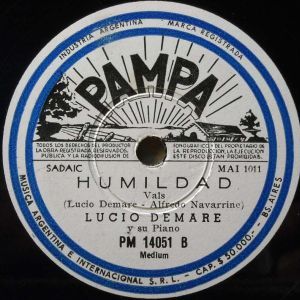 INDUSTRIA ARGENTINA - MARCA REGISTRADA
PAMPA
TODOS LOS DERECHOS DEL PRODUCTOR
LA OBRA REGISTRADA RESERVADOS.
PUBLICA Y LA RADIODIFUSION DE
FONOGRAFICO Y DEL PROPIETARIO DE
LA REPRODUCCION, LA EJECUCION
ESTE DISCO ESTAN PROHIBIDAS.
SADAIC
MAI 1011
HUMILDAD
Vals
(Lucio Demare - Alfredo Navarrine)
LUCIO DEMARE
y su Piano
PM 14051 B
Medium
MUSICA ARGENTINA E INTERNACIONAL S. R. L. - CAP. $ 50.000.- BS. AIRES